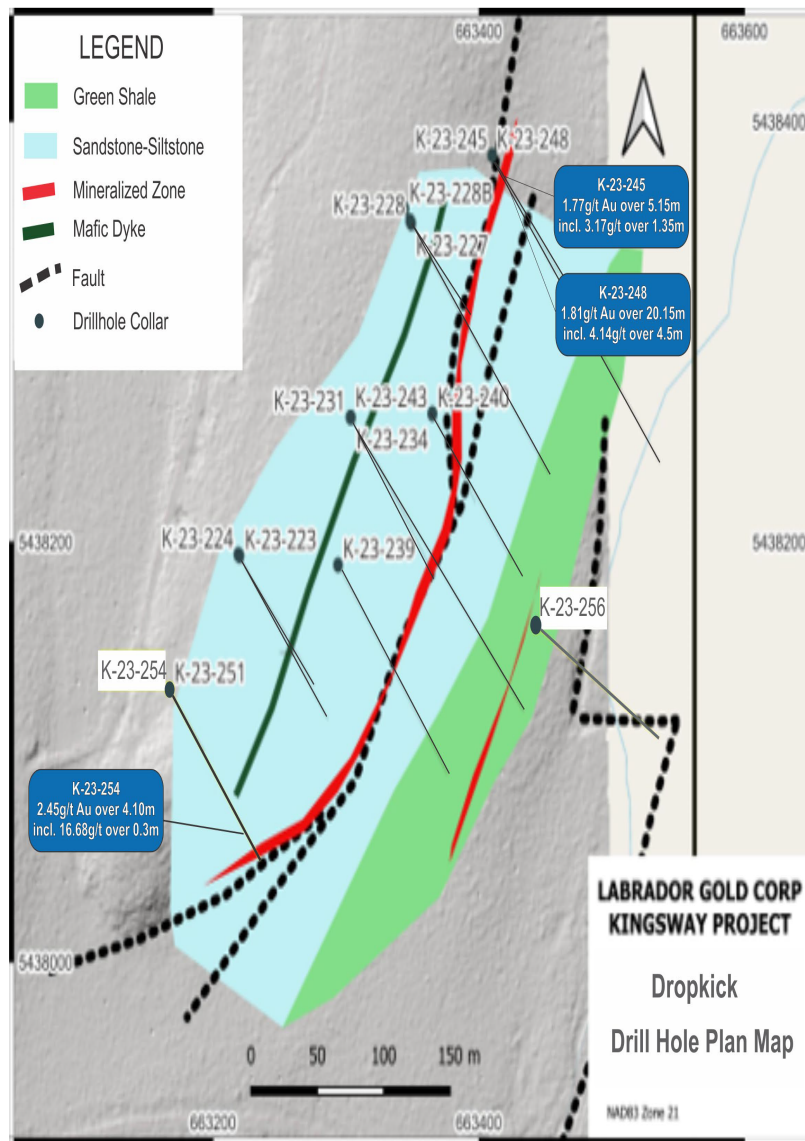 663400
663600
LEGEND
Green Shale
Sandstone-Siltstone
Mineralized Zone
Mafic Dyke
Fault
Drillhole Collar
5438400
K-23-245
K-23-248
K-23-245
1.77g/t Au over 5.15m
incl. 3.17g/t over 1.35m
K-23-228
K-23-228B
K-23-227
K-23-248
1.81g/t Au over 20.15m
incl. 4.14g/t over 4.5m
K-23-231
K-23-243
K-23-240
K-23-234
5438200
5438200
K-23-224
K-23-223
K-23-239
K-23-256
K-23-254
K-23-251
K-23-254
2.45g/t Au over 4.10m
incl. 16.68g/t over 0.3m
LABRADOR GOLD CORP
KINGSWAY PROJECT
5438000
Dropkick
Drill Hole Plan Map
0 50 100 150 m
NAD83 Zone 21
663200
663400